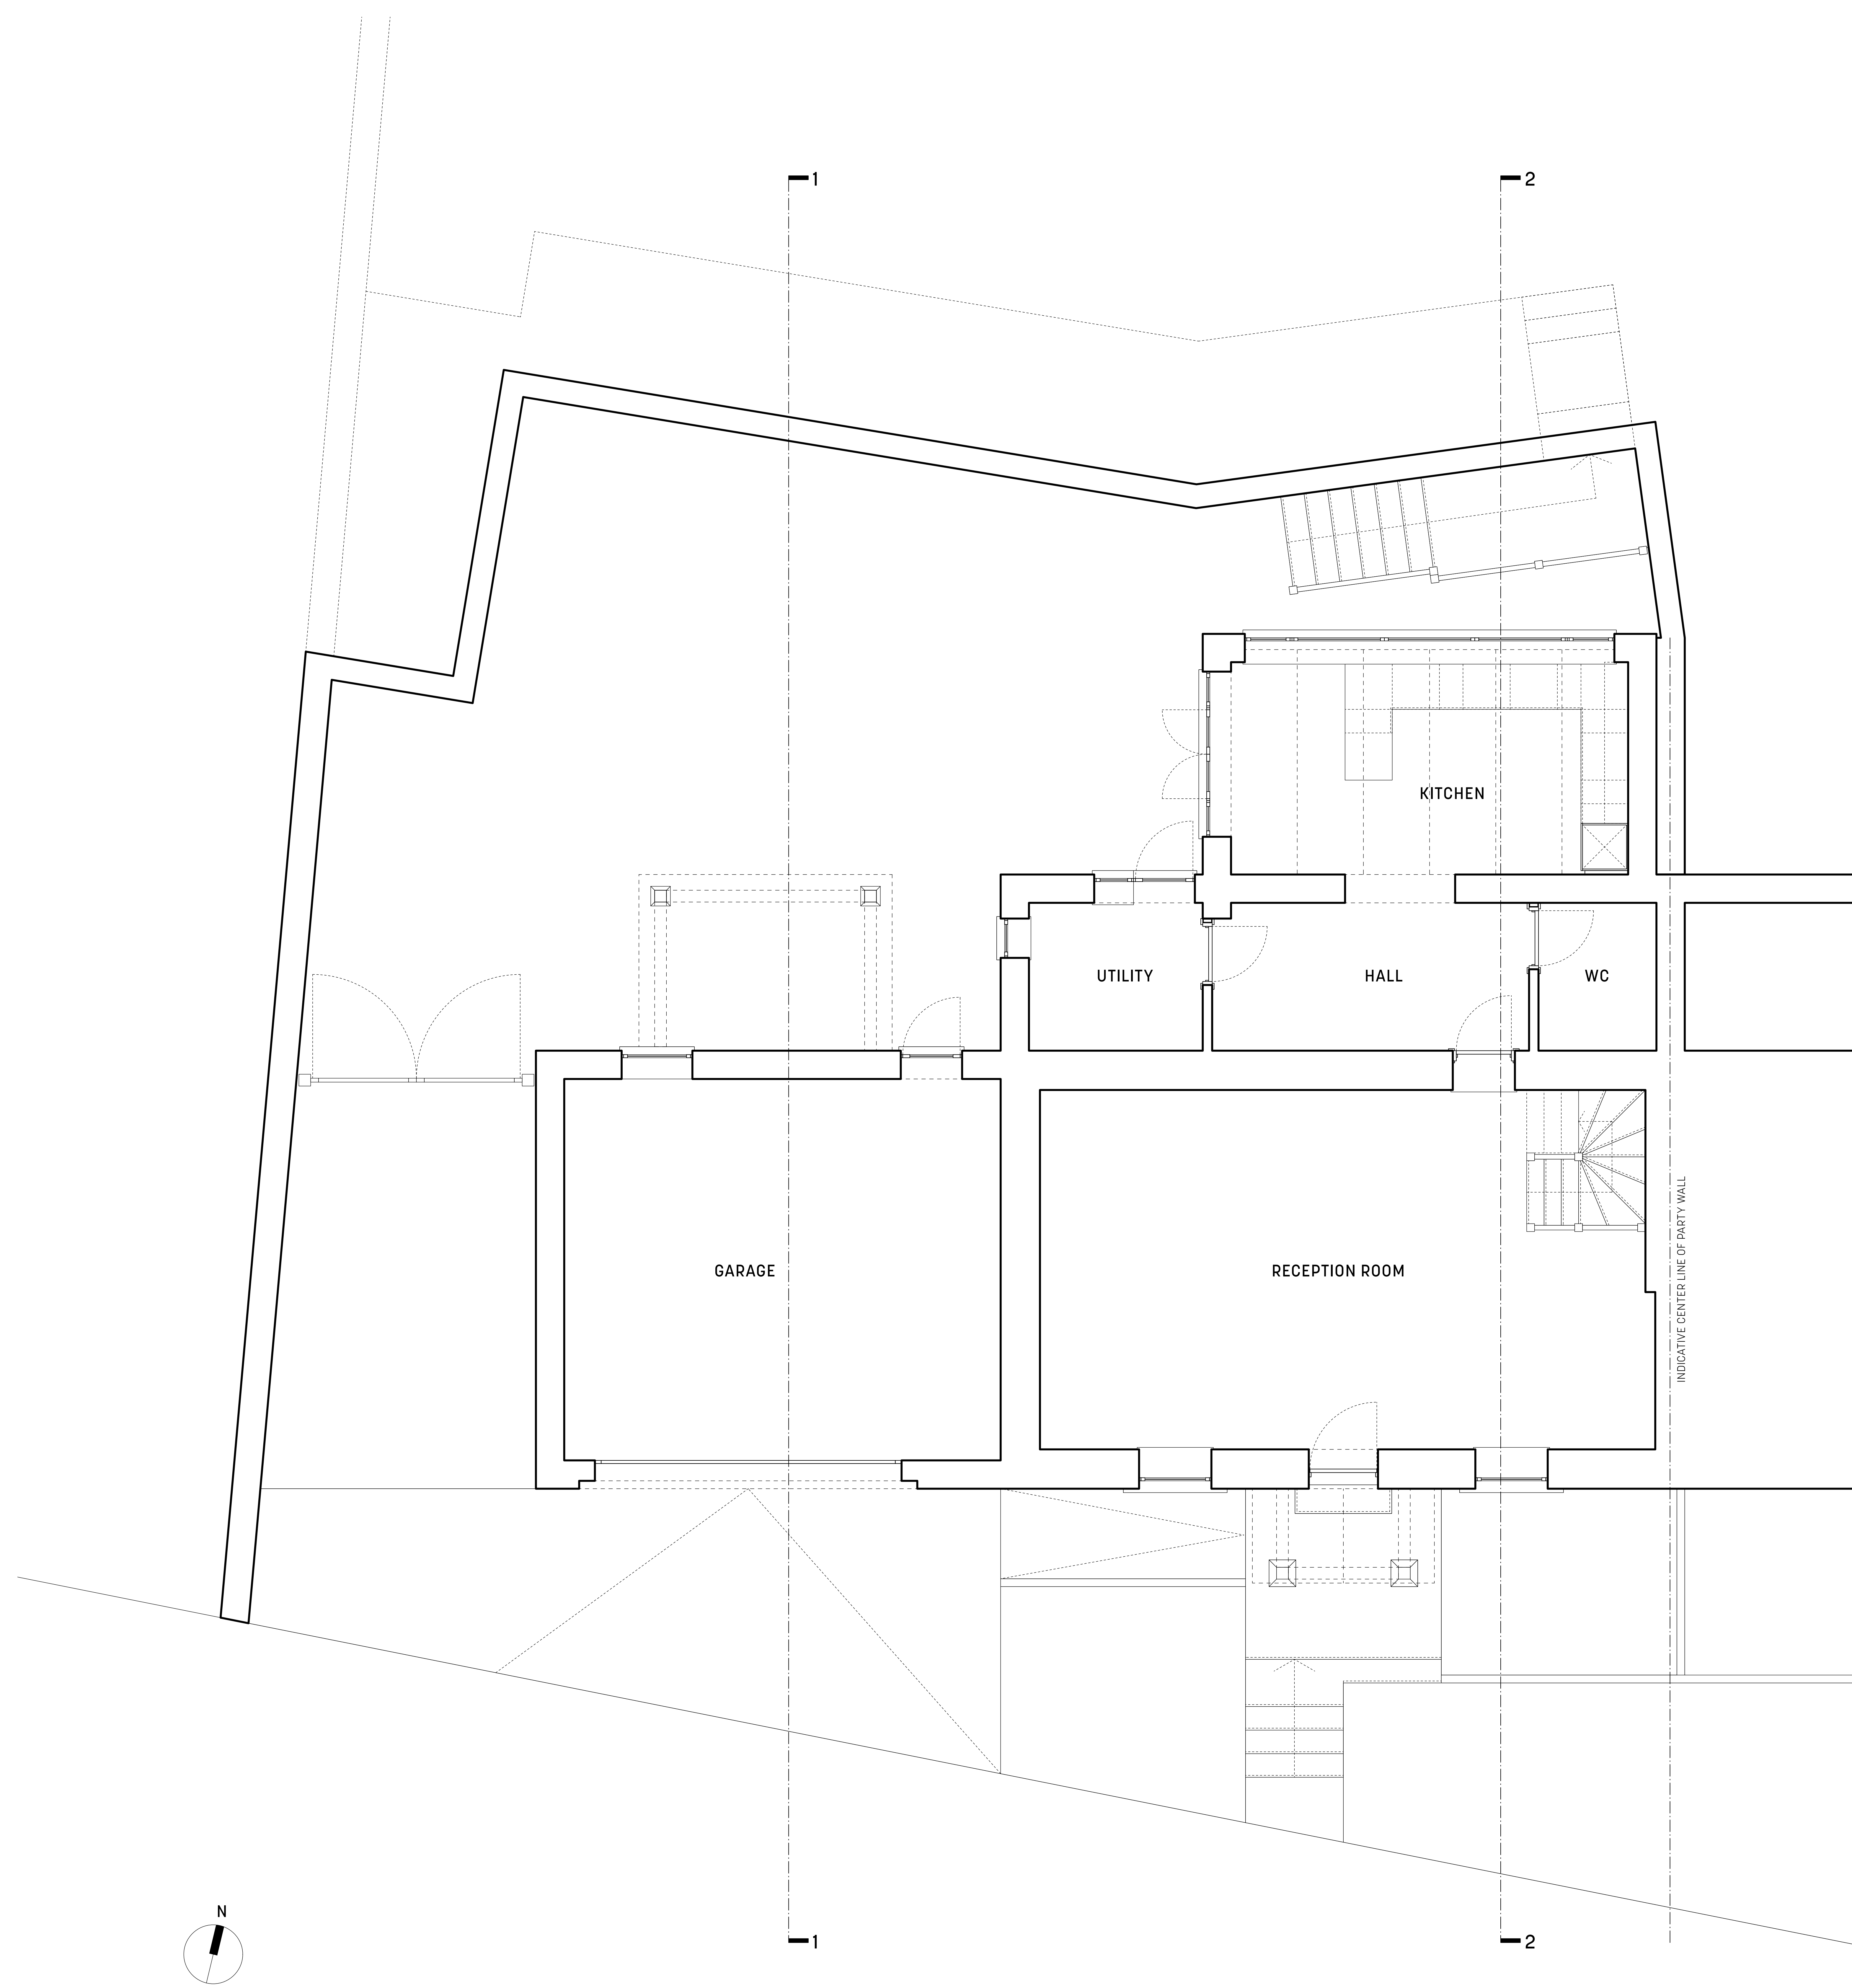 1
2
KITCHEN
UTILITY
HALL
WC
GARAGE
RECEPTION ROOM
INDICATIVE CENTER LINE OF PARTY WALL
N
1
2